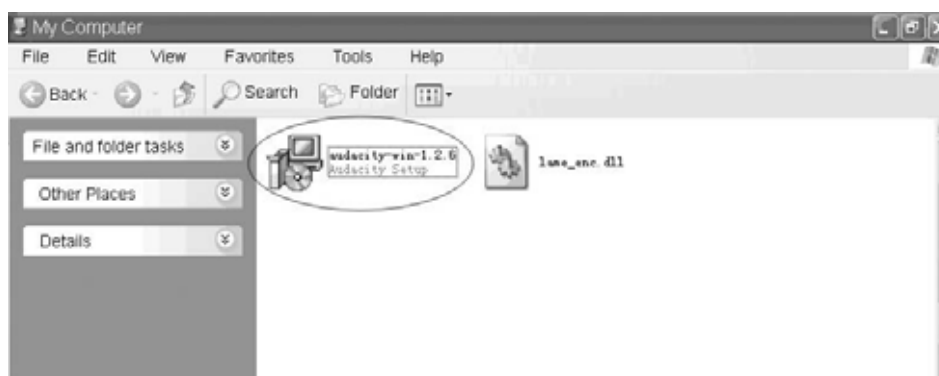 My Computer
File Edit View Favorites Tools Help
Back Search Folder
File and folder tasks
Other Places
Details
audacity-win-1.2.6
Audacity Setup
lame_enc.dll